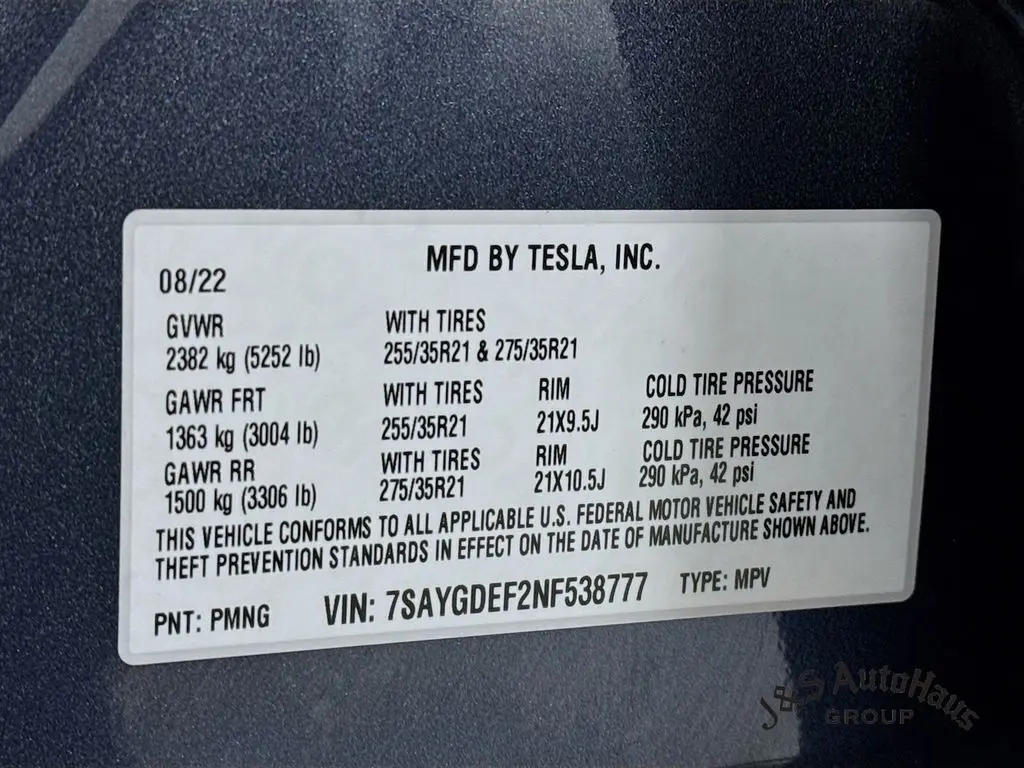 MFD BY TESLA, INC.
08/22
GVWR WITH TIRES
2382 kg (5252 lb) 255/35R21 & 275/35R21
GAWR FRT WITH TIRES RIM COLD TIRE PRESSURE
1363 kg (3004 lb) 255/35R21 21X9.5J 290 kPa, 42 psi
GAWR RR WITH TIRES RIM COLD TIRE PRESSURE
1500 kg (3306 lb) 275/35R21 21X10.5J 290 kPa, 42 psi
THIS VEHICLE CONFORMS TO ALL APPLICABLE U.S. FEDERAL MOTOR VEHICLE SAFETY AND
THEFT PREVENTION STANDARDS IN EFFECT ON THE DATE OF MANUFACTURE SHOWN ABOVE.
PNT: PMNG VIN: 7SAYGDEF2NF538777 TYPE: MPV
J&S AutoHaus
GROUP